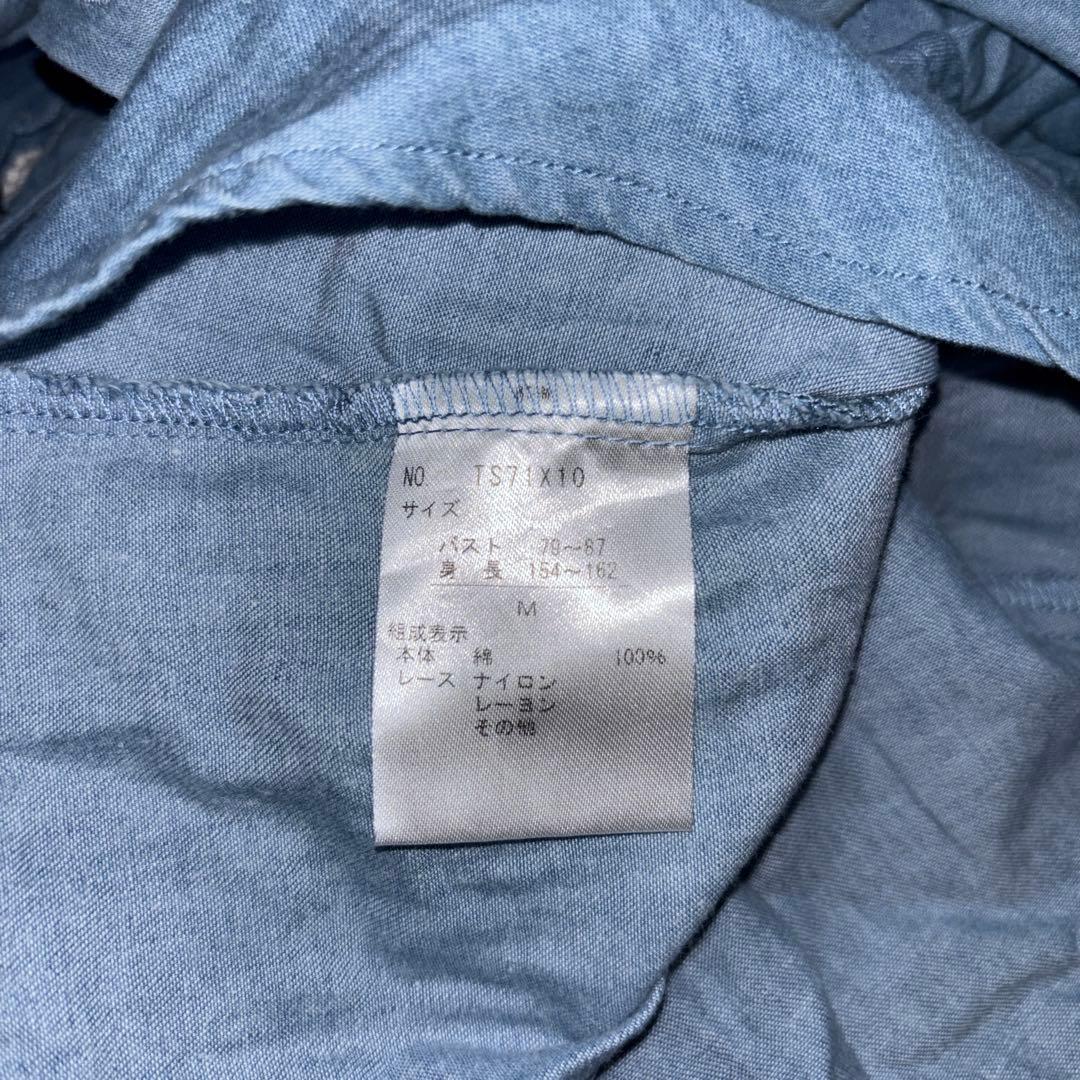 NO TS71X10
サイズ
バスト 79～87
身長 154～162
M
組成表示
本体 綿 100%
レース ナイロン
レーヨン
その他